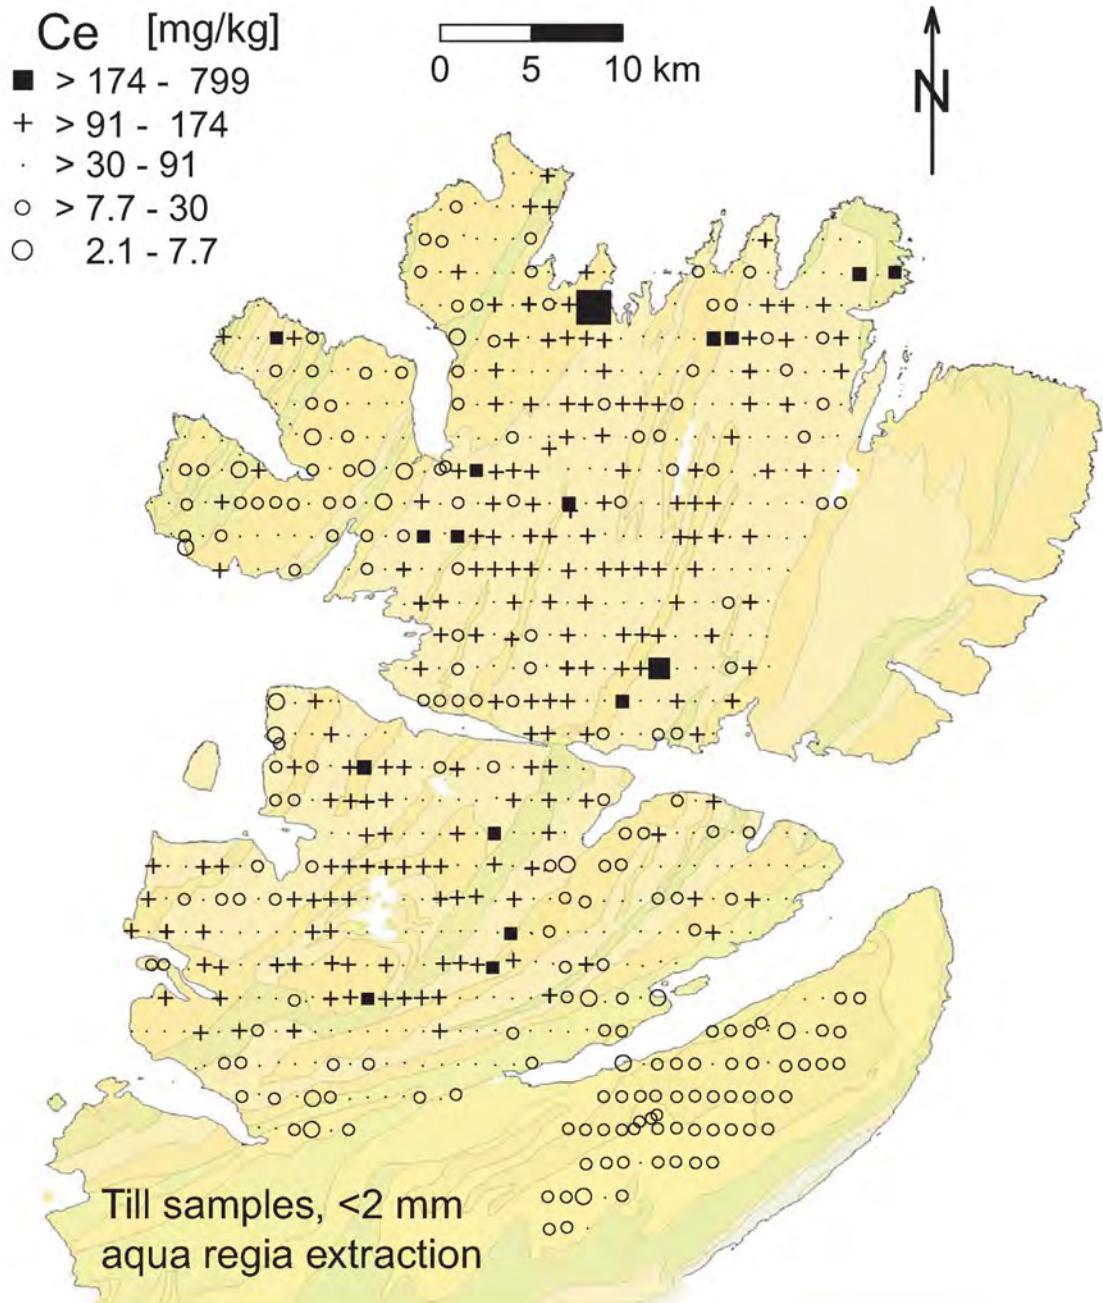 Ce [mg/kg]
■ > 174 - 799
+ > 91 - 174
· > 30 - 91
○ > 7.7 - 30
○ 2.1 - 7.7
0 5 10 km
N
Till samples, <2 mm
aqua regia extraction